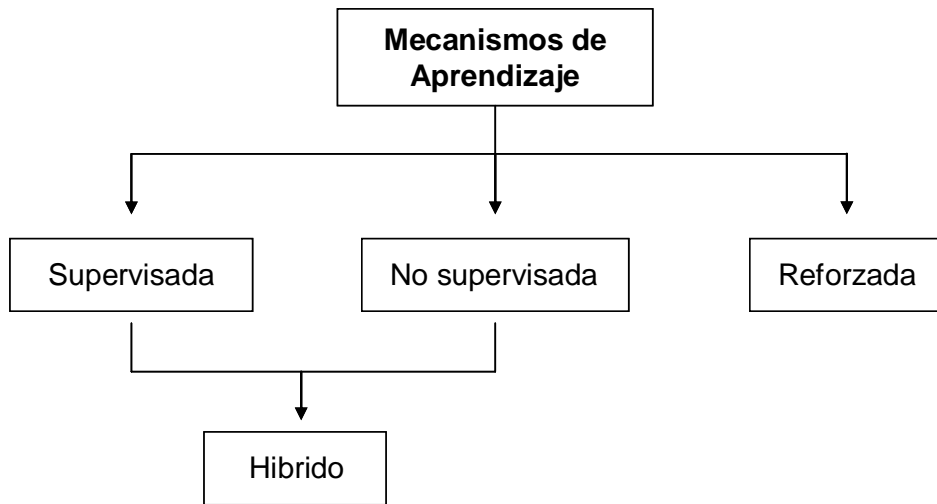 Mecanismos de
Aprendizaje
Supervisada
No supervisada
Reforzada
Hibrido